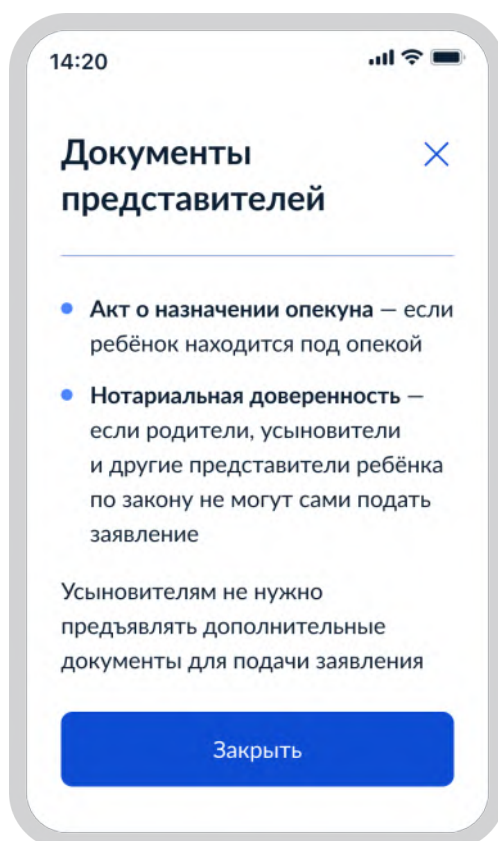 14:20
Документы
представителей
Акт о назначении опекуна — если
ребёнок находится под опекой
Нотариальная доверенность —
если родители, усыновители
и другие представители ребёнка
по закону не могут сами подать
заявление
Усыновителям не нужно
предъявлять дополнительные
документы для подачи заявления
Закрыть